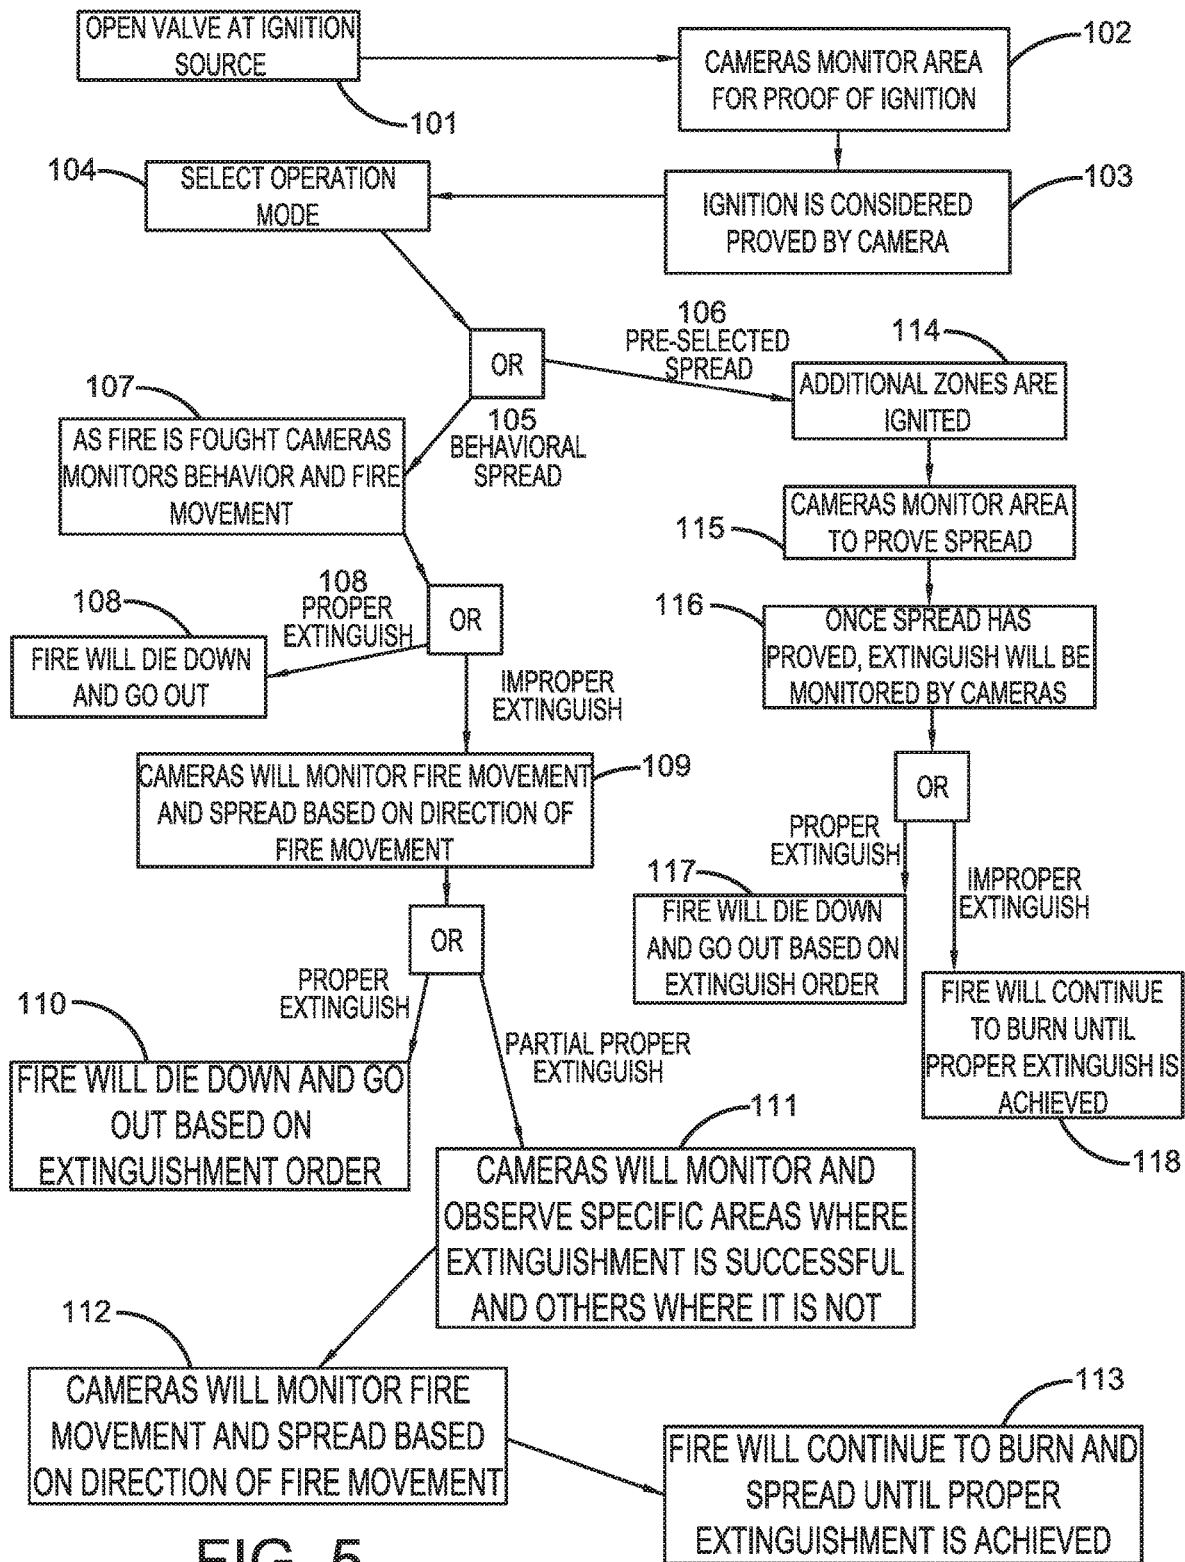 OPEN VALVE AT IGNITION
SOURCE
101
CAMERAS MONITOR AREA
FOR PROOF OF IGNITION
102
104
SELECT OPERATION
MODE
IGNITION IS CONSIDERED
PROVED BY CAMERA
103
OR
106
PRE-SELECTED
SPREAD
105
BEHAVIORAL
SPREAD
107
AS FIRE IS FOUGHT CAMERAS
MONITORS BEHAVIOR AND FIRE
MOVEMENT
114
ADDITIONAL ZONES ARE
IGNITED
115
CAMERAS MONITOR AREA
TO PROVE SPREAD
108
FIRE WILL DIE DOWN
AND GO OUT
108
PROPER
EXTINGUISH
OR
IMPROPER
EXTINGUISH
116
ONCE SPREAD HAS
PROVED, EXTINGUISH WILL BE
MONITORED BY CAMERAS
CAMERAS WILL MONITOR FIRE MOVEMENT
AND SPREAD BASED ON DIRECTION OF
FIRE MOVEMENT
109
OR
PROPER
EXTINGUISH
IMPROPER
EXTINGUISH
117
FIRE WILL DIE DOWN
AND GO OUT BASED ON
EXTINGUISH ORDER
FIRE WILL CONTINUE
TO BURN UNTIL
PROPER EXTINGUISH IS
ACHIEVED
118
OR
PROPER
EXTINGUISH
PARTIAL PROPER
EXTINGUISH
110
FIRE WILL DIE DOWN AND GO
OUT BASED ON
EXTINGUISHMENT ORDER
111
CAMERAS WILL MONITOR AND
OBSERVE SPECIFIC AREAS WHERE
EXTINGUISHMENT IS SUCCESSFUL
AND OTHERS WHERE IT IS NOT
112
CAMERAS WILL MONITOR FIRE
MOVEMENT AND SPREAD BASED
ON DIRECTION OF FIRE MOVEMENT
113
FIRE WILL CONTINUE TO BURN AND
SPREAD UNTIL PROPER
EXTINGUISHMENT IS ACHIEVED
FIG. 5